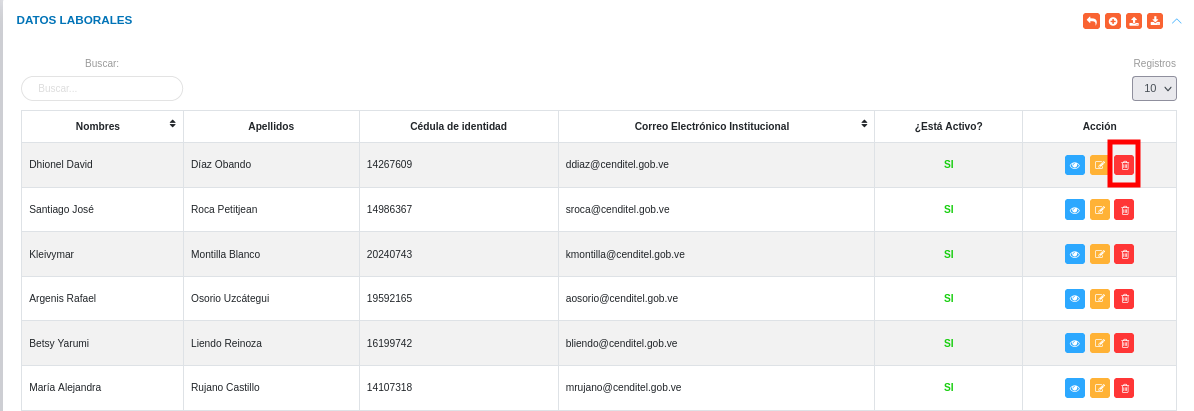 DATOS LABORALES
Buscar:
Registros
Buscar...
10
Nombres Apellidos Cédula de identidad Correo Electrónico Institucional ¿Está Activo? Acción
Dhionel David Díaz Obando 14267609 ddiaz@cenditel.gob.ve SI
Santiago José Roca Petitjean 14986367 sroca@cenditel.gob.ve SI
Kleivymar Montilla Blanco 20240743 kmontilla@cenditel.gob.ve SI
Argenis Rafael Osorio Uzcátegui 19592165 aosorio@cenditel.gob.ve SI
Betsy Yarumi Liendo Reinoza 16199742 bliendo@cenditel.gob.ve SI
María Alejandra Rujano Castillo 14107318 mrujano@cenditel.gob.ve SI